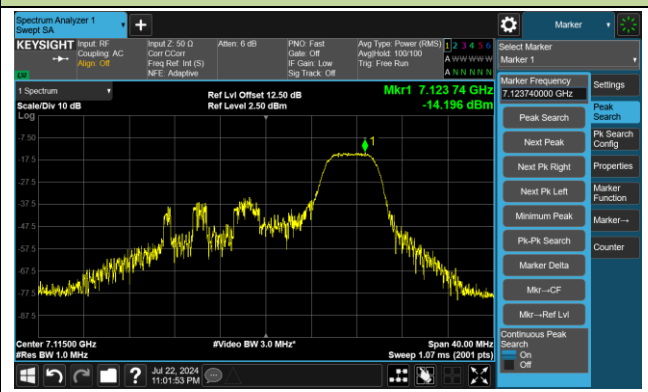 Spectrum Analyzer 1
Swept SA
Marker
KEYSIGHT
Input: RF
Coupling: AC
Align: Off
Input Z: 50 Ω
Corr CCorr
Freq Ref: Int (S)
NFE: Adaptive
Atten: 6 dB
PNO: Fast
Gate: Off
IF Gain: Low
Sig Track: Off
Avg Type: Power (RMS)
Avg|Hold: 100/100
Trig: Free Run
1 2 3 4 5 6
A W W W W W
A N N N N N
Select Marker
Marker 1
LXI
1 Spectrum
Scale/Div 10 dB
Log
Ref Lvl Offset 12.50 dB
Ref Level 2.50 dBm
Mkr1 7.123 74 GHz
-14.196 dBm
1
-7.50
-17.5
-27.5
-37.5
-47.5
-57.5
-67.5
-77.5
-87.5
Center 7.11500 GHz
#Res BW 1.0 MHz
#Video BW 3.0 MHz*
Span 40.00 MHz
Sweep 1.07 ms (2001 pts)
Marker Frequency
7.123740000 GHz
Peak Search
Next Peak
Next Pk Right
Next Pk Left
Minimum Peak
Pk-Pk Search
Marker Delta
Mkr→CF
Mkr→Ref Lvl
Continuous Peak
Search
On
Off
Settings
Peak
Search
Pk Search
Config
Properties
Marker
Function
Marker→
Counter
?
Jul 22, 2024
11:01:53 PM